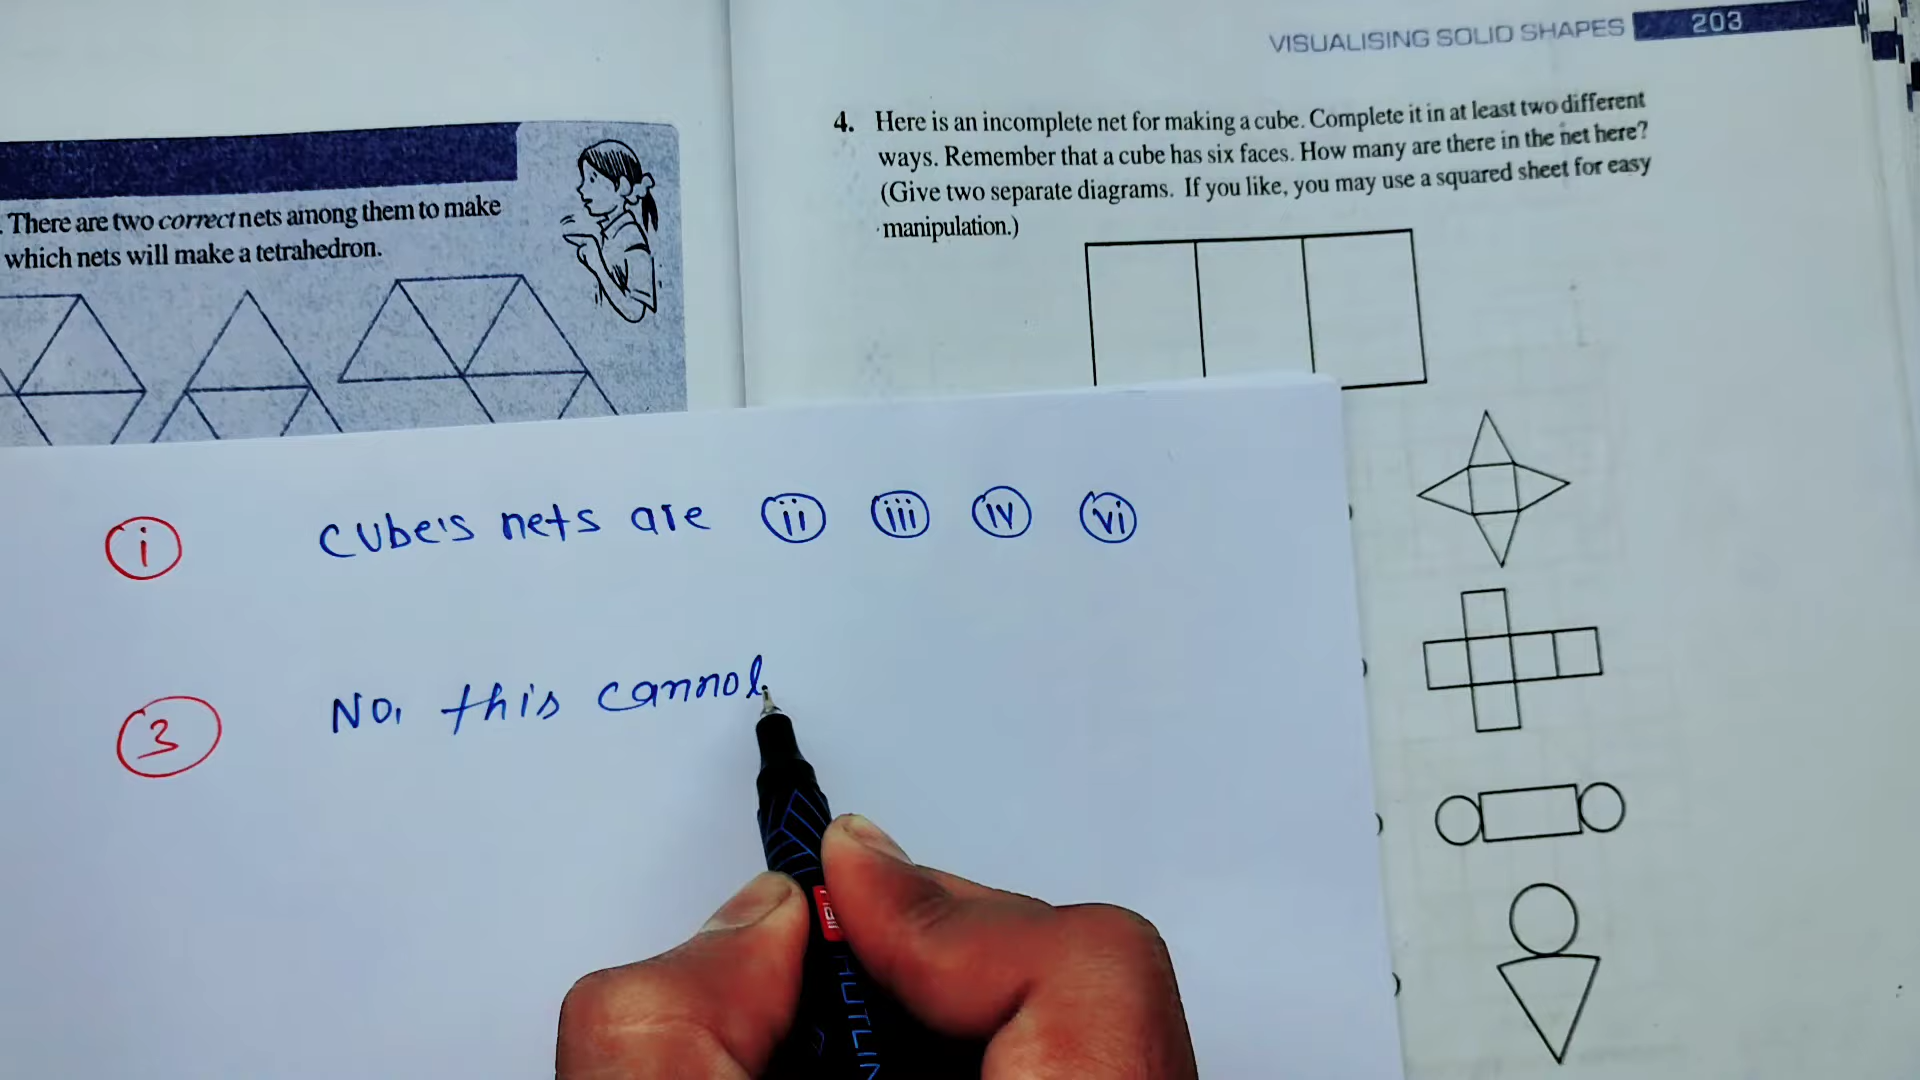 VISUALISING SOLID SHAPES 203
There are two correct nets among them to make
which nets will make a tetrahedron.
4. Here is an incomplete net for making a cube. Complete it in at least two different
ways. Remember that a cube has six faces. How many are there in the net here?
(Give two separate diagrams. If you like, you may use a squared sheet for easy
manipulation.)
i cube's nets are ii iii iv vi
3 No, this cannot